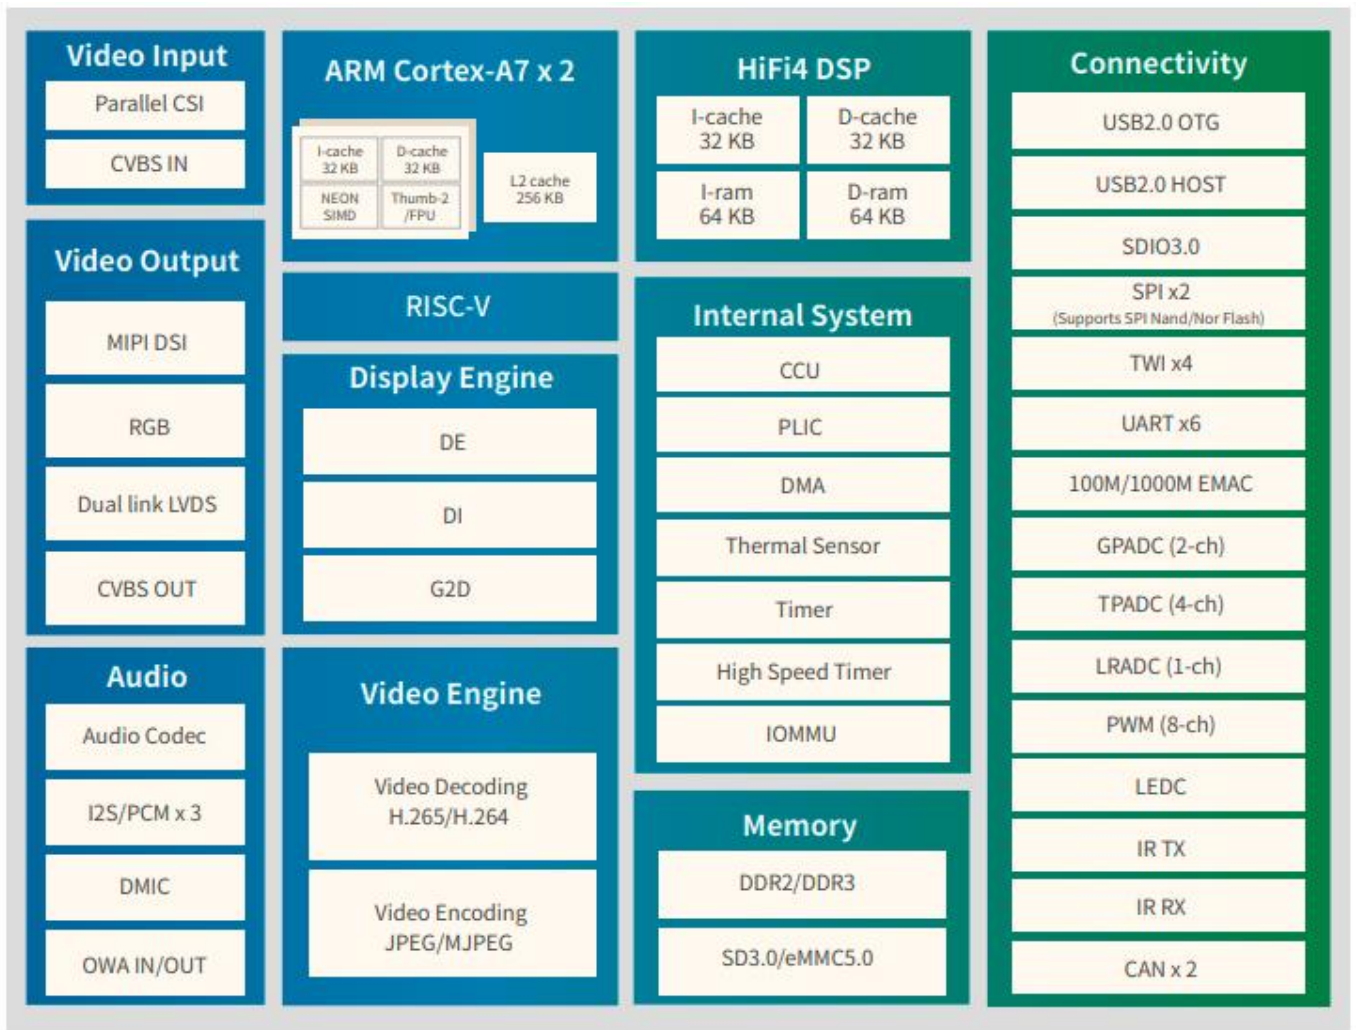 Video Input
Parallel CSI
CVBS IN
Video Output
MIPI DSI
RGB
Dual link LVDS
CVBS OUT
Audio
Audio Codec
I2S/PCM x 3
DMIC
OWA IN/OUT
ARM Cortex-A7 x 2
I-cache
32 KB
D-cache
32 KB
NEON
SIMD
Thumb-2
/FPU
L2 cache
256 KB
RISC-V
Display Engine
DE
DI
G2D
Video Engine
Video Decoding
H.265/H.264
Video Encoding
JPEG/MJPEG
HiFi4 DSP
I-cache
32 KB
D-cache
32 KB
I-ram
64 KB
D-ram
64 KB
Internal System
CCU
PLIC
DMA
Thermal Sensor
Timer
High Speed Timer
IOMMU
Memory
DDR2/DDR3
SD3.0/eMMC5.0
Connectivity
USB2.0 OTG
USB2.0 HOST
SDIO3.0
SPI x2
(Supports SPI Nand/Nor Flash)
TWI x4
UART x6
100M/1000M EMAC
GPADC (2-ch)
TPADC (4-ch)
LRADC (1-ch)
PWM (8-ch)
LEDC
IR TX
IR RX
CAN x 2